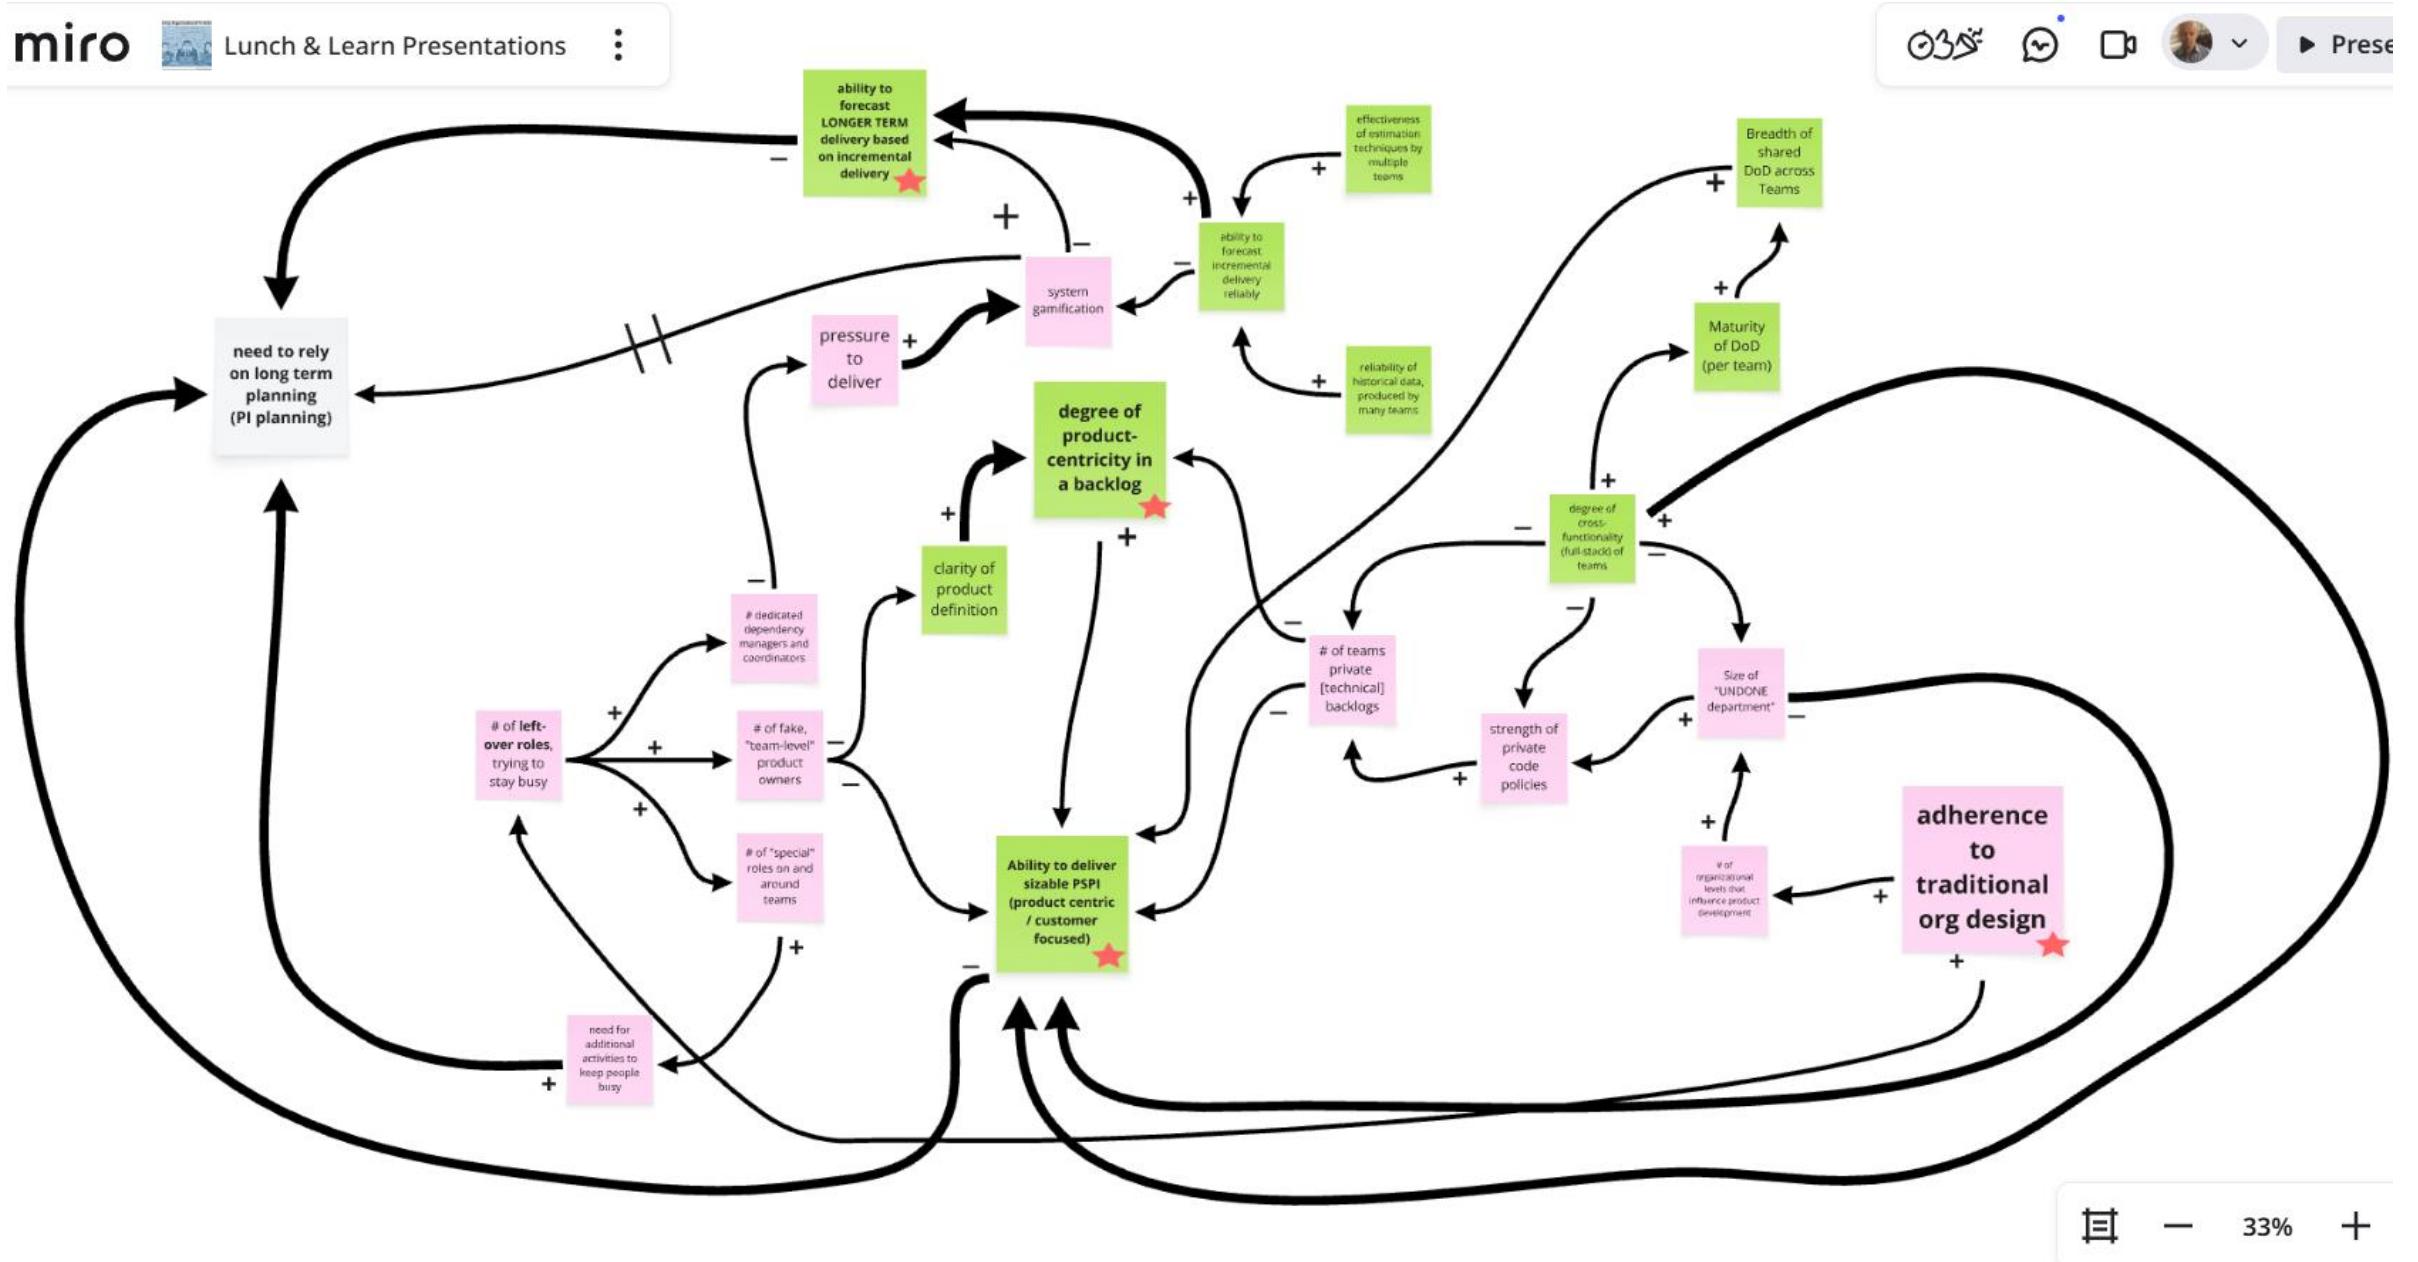 miro
Lunch & Learn Presentations
Prese
ability to
forecast
LONGER TERM
delivery based
on incremental
delivery
effectiveness
of estimation
techniques by
multiple
teams
Breadth of
shared
DoD across
Teams
ability to
forecast
incremental
delivery
reliably
system
gamification
pressure
to
deliver
need to rely
on long term
planning
(PI planning)
reliability of
historical data,
produced by
many teams
Maturity
of DoD
(per team)
degree of
product-
centricity in
a backlog
degree of
cross-
functionality
(full-stack) of
teams
clarity of
product
definition
# dedicated
dependency
managers and
coordinators
# of teams
private
[technical]
backlogs
Size of
"UNDONE
department"
# of left-
over roles,
trying to
stay busy
# of fake,
"team-level"
product
owners
strength of
private
code
policies
# of "special"
roles on and
around
teams
Ability to deliver
sizable PSPI
(product centric
/ customer
focused)
# of
organizational
levels that
influence product
development
adherence
to
traditional
org design
need for
additional
activities to
keep people
busy
33%